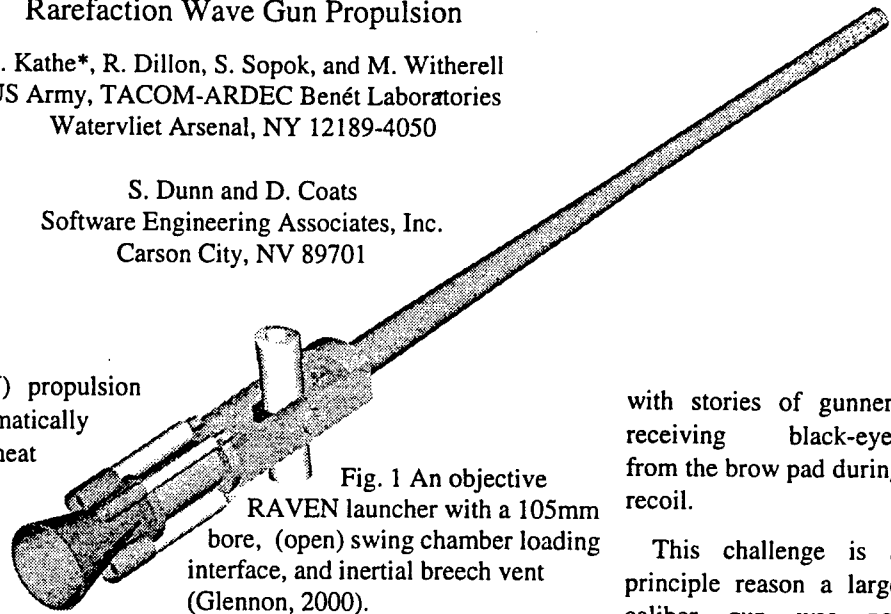 Rarefaction Wave Gun Propulsion
. Kathe*, R. Dillon, S. Sopok, and M. Witherell
US Army, TACOM-ARDEC Benét Laboratories
Watervliet Arsenal, NY 12189-4050
S. Dunn and D. Coats
Software Engineering Associates, Inc.
Carson City, NV 89701
) propulsion
matically
heat
Fig. 1 An objective
RAVEN launcher with a 105mm
bore, (open) swing chamber loading
interface, and inertial breech vent
(Glennon, 2000).
with stories of gunner
receiving black-eye
from the brow pad during
recoil.
This challenge is a
principle reason a large